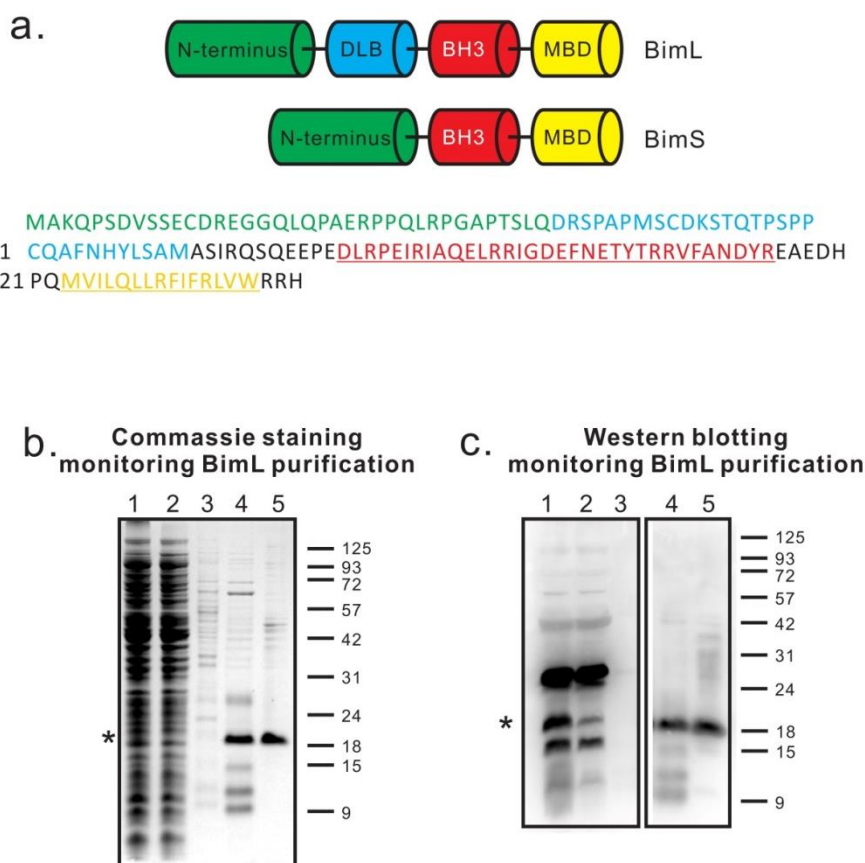 a.
N-terminus DLB BH3 MBD BimL
N-terminus BH3 MBD BimS
MAKQPSDVSSECDREGGQLQPAERPPQLRPGAPTSLQDRSPAPMSCDKSTQTPSPP
1 CQAFNHYLSAMASIRQSQEEPEDLRPEIRIAQELRRIGDEFNETYTRRVFANDYREAEDH
21 PQMVILQLLRFIFRLVWRRH
b. Commassie staining
monitoring BimL purification
1 2 3 4 5
125
93
72
57
42
31
24
* 18
15
9
c. Western blotting
monitoring BimL purification
1 2 3 4 5
125
93
72
57
42
31
24
* 18
15
9